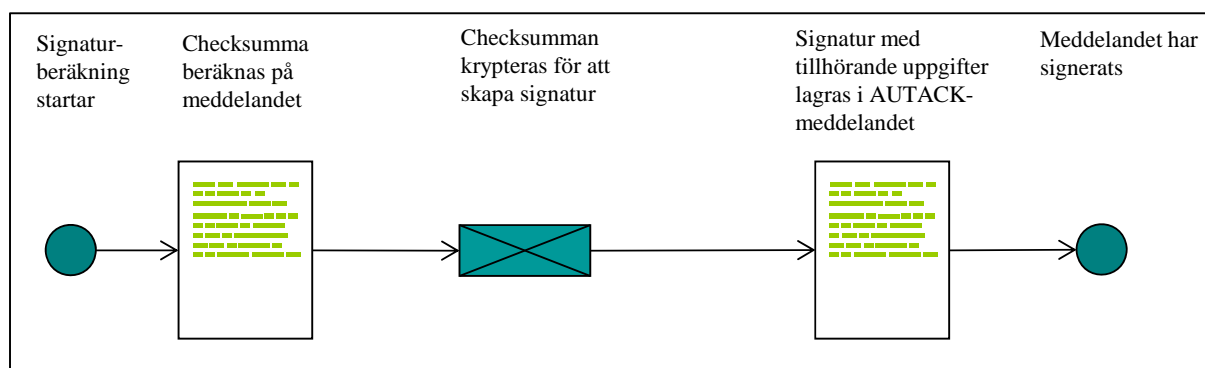 Signatur-
beräkning
startar
Checksumma
beräknas på
meddelandet
Checksumman
krypteras för att
skapa signatur
Signatur med
tillhörande uppgifter
lagras i AUTACK-
meddelandet
Meddelandet har
signerats